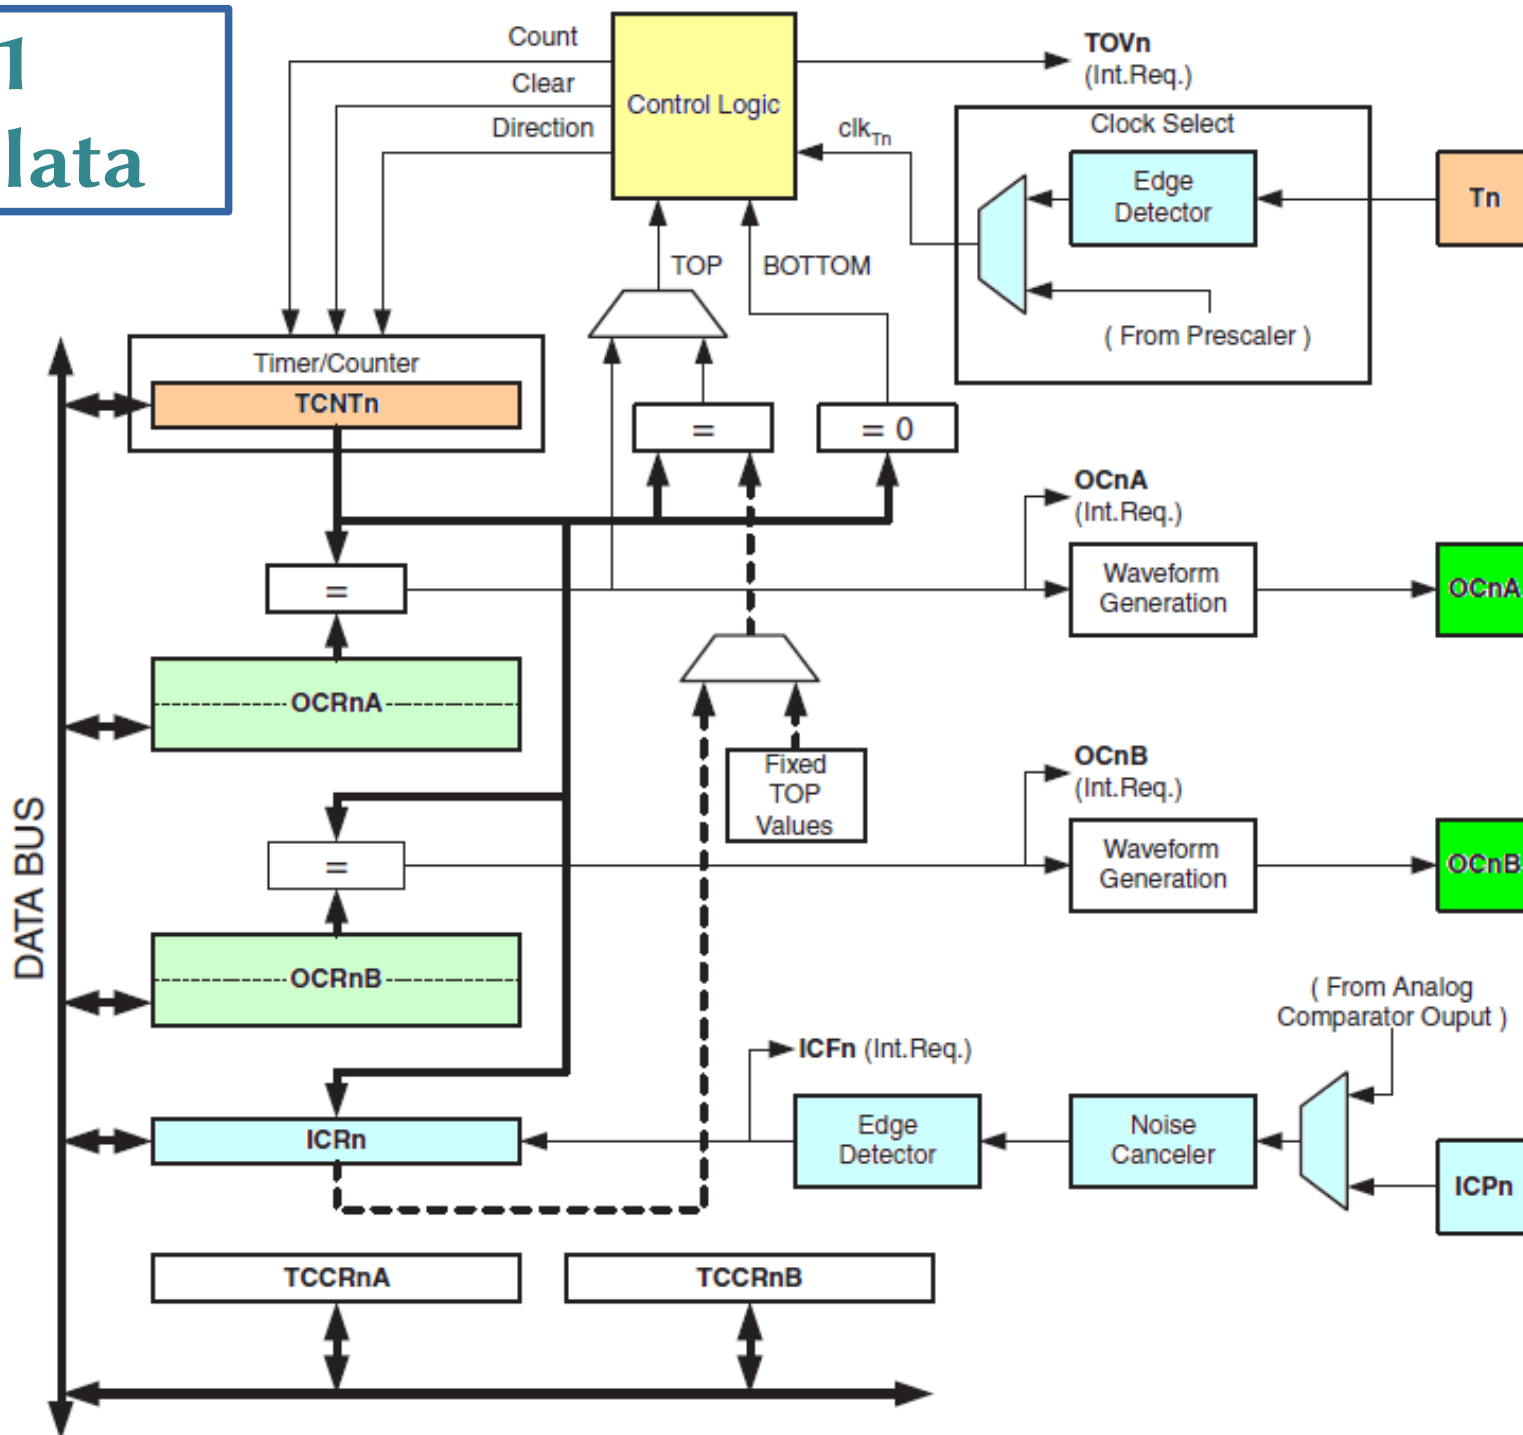 1
lata
Count
Clear
Direction
Control Logic
TOVn
(Int.Req.)
clkTn
Clock Select
Edge
Detector
Tn
TOP
BOTTOM
( From Prescaler )
Timer/Counter
TCNTn
=
= 0
OCnA
(Int.Req.)
=
Waveform
Generation
OCnA
OCRnA
Fixed
TOP
Values
OCnB
(Int.Req.)
=
Waveform
Generation
OCnB
DATA BUS
OCRnB
( From Analog
Comparator Ouput )
ICFn (Int.Req.)
ICRn
Edge
Detector
Noise
Canceler
ICPn
TCCRnA
TCCRnB